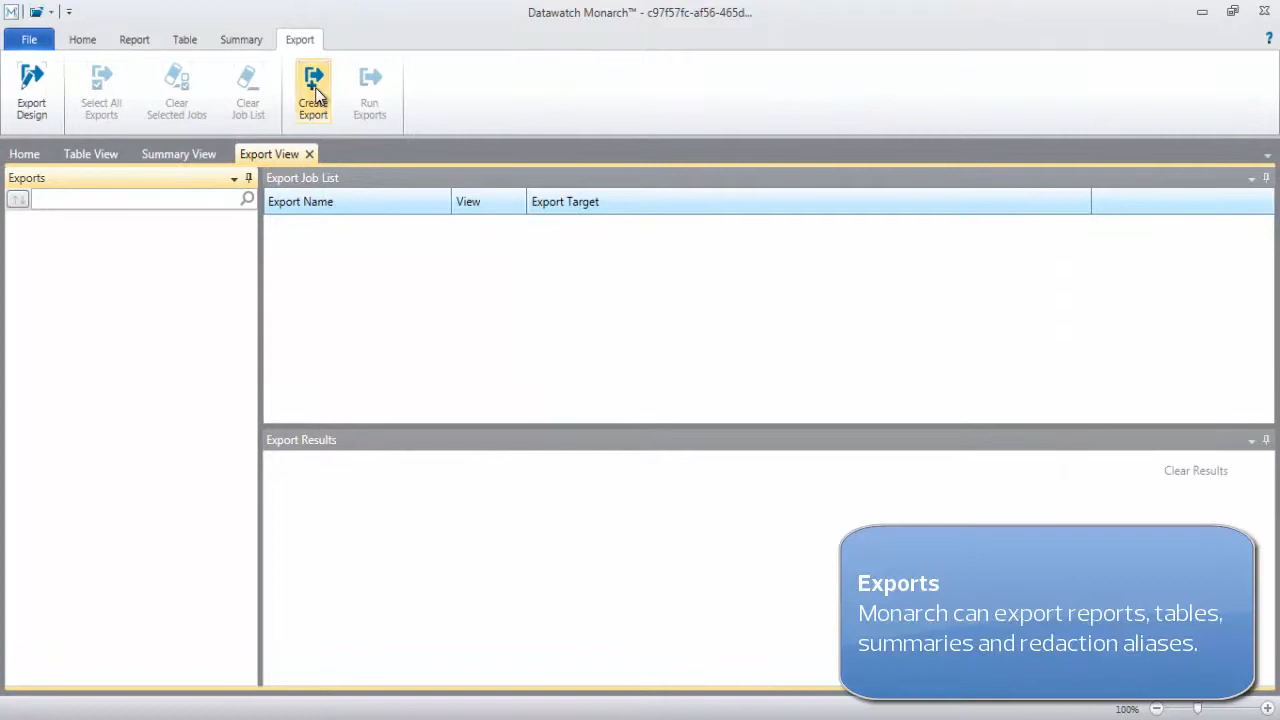 Datawatch Monarch™ - c97f57fc-af56-465d...
File Home Report Table Summary Export ?
Export Design
Select All Exports
Clear Selected Jobs
Clear Job List
Create Export
Run Exports
Home Table View Summary View Export View
Exports
Export Job List
Export Name View Export Target
Export Results
Clear Results
Exports
Monarch can export reports, tables,
summaries and redaction aliases.
100%